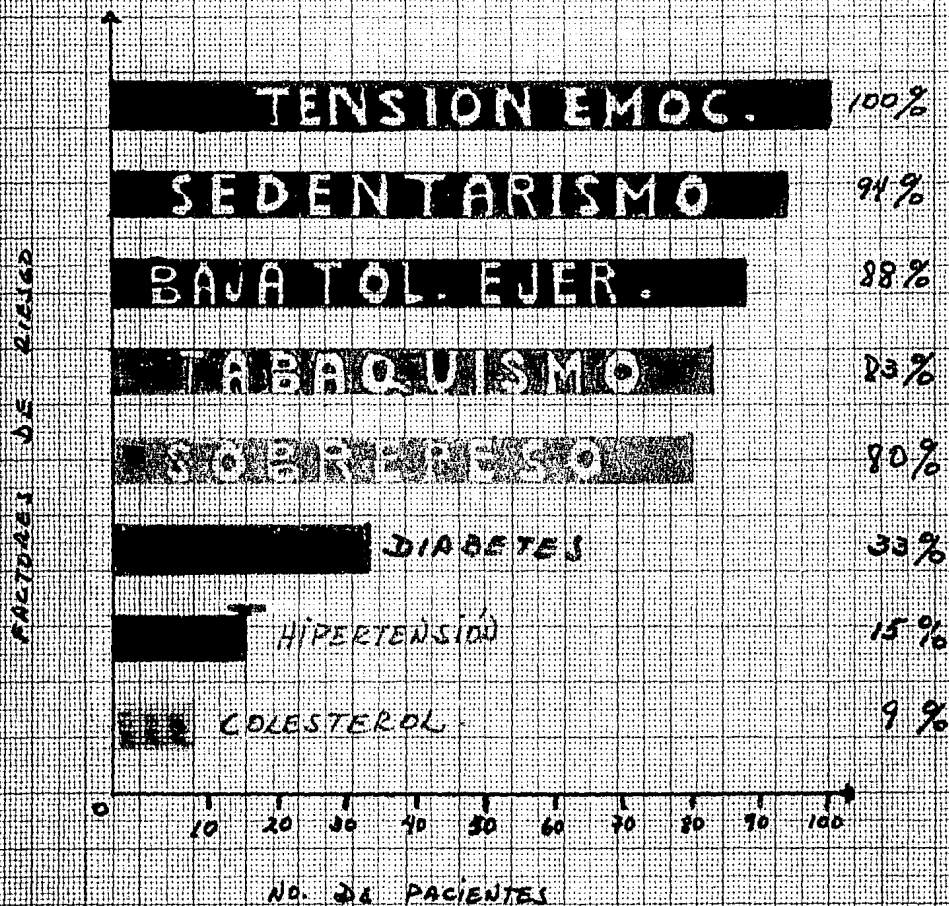 TENSION EMOC. 100%
SEDENTARISMO 94%
BAJA TOL. EJER. 88%
TABAQUISMO 83%
SOBREPESO 80%
DIABETES 33%
HIPERTENSIÓN 15%
COLESTEROL 9%
FACTORES DE RIESGO
0 10 20 30 40 50 60 70 80 90 100
NO. DE PACIENTES